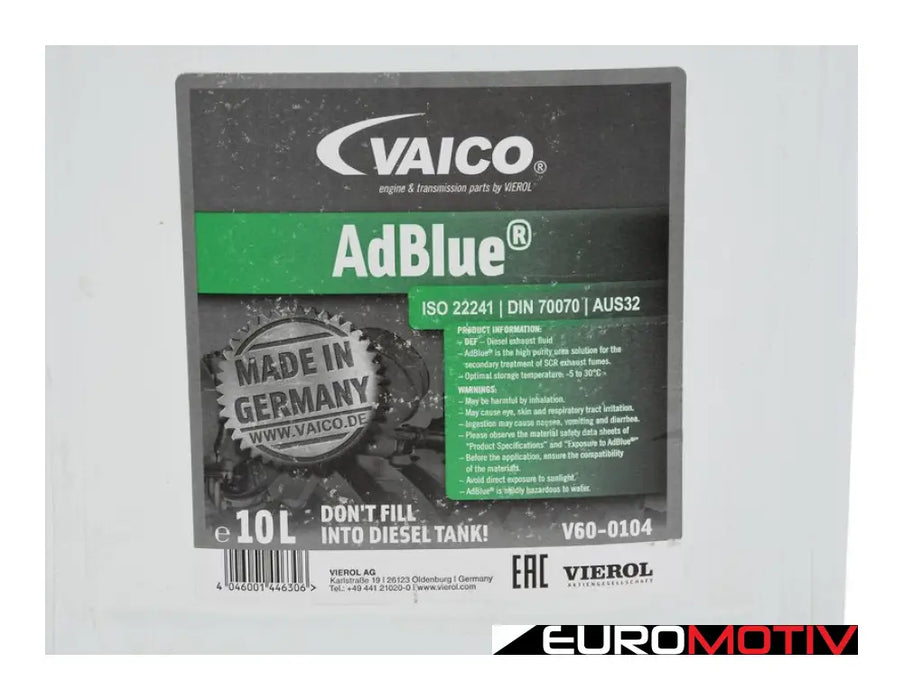 VAICO®
engine & transmission parts by VIEROL
AdBlue®
ISO 22241 | DIN 70070 | AUS32
PRODUCT INFORMATION:
- DEF - Diesel exhaust fluid
- AdBlue® is the high purity urea solution for the
secondary treatment of SCR exhaust fumes.
- Optimal storage temperature: -5 to 30°C -
WARNINGS:
- May be harmful by inhalation.
- May cause eye, skin and respiratory tract irritation.
- Ingestion may cause nausea, vomiting and diarrhea.
- Please observe the material safety data sheets of
"Product Specifications" and "Exposure to AdBlue®"
- Before the application, ensure the compatibility
of the materials.
- Avoid direct exposure to sunlight.
- AdBlue® is mildly hazardous to water.
MADE IN
GERMANY
WWW.VAICO.DE
℮ 10 L
DON'T FILL
INTO DIESEL TANK!
V60-0104
4 046001 446306 >
VIEROL AG
Karlstraße 19 | 26123 Oldenburg | Germany
Tel.: +49 441 21020-0 | www.vierol.com
EAC
VIEROL
AKTIENGESELLSCHAFT
EUROMOTIV